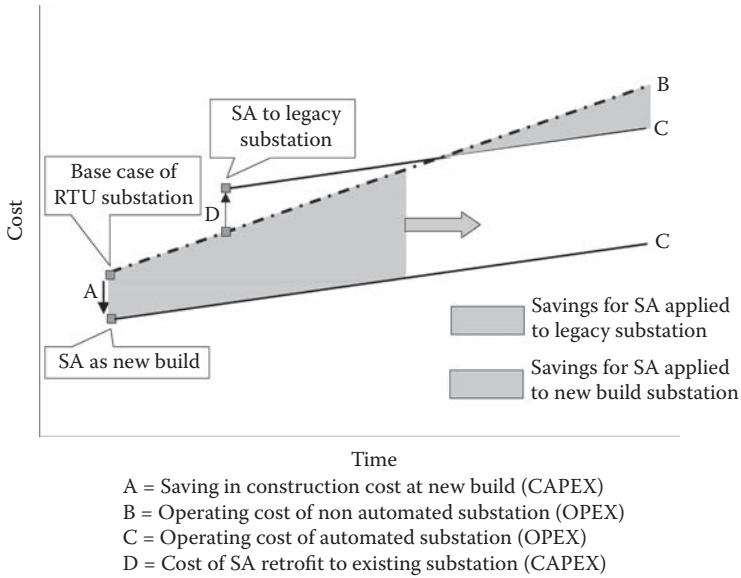 B
SA to legacy
substation
C
Base case of
RTU substation
D
Cost
C
A
Savings for SA applied
to legacy substation
SA as new build
Savings for SA applied
to new build substation
Time
A = Saving in construction cost at new build (CAPEX)
B = Operating cost of non automated substation (OPEX)
C = Operating cost of automated substation (OPEX)
D = Cost of SA retrofit to existing substation (CAPEX)